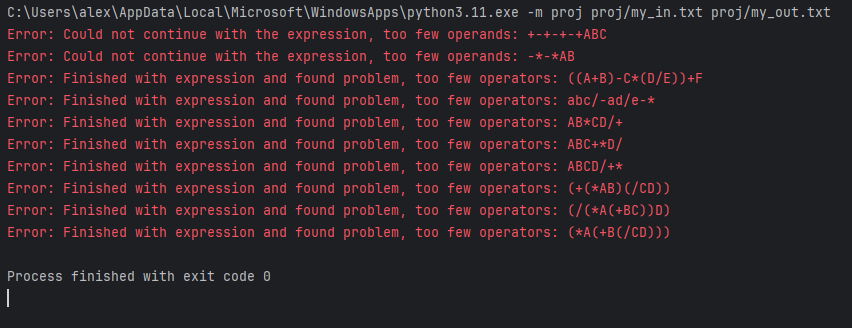 C:\Users\alex\AppData\Local\Microsoft\WindowsApps\python3.11.exe -m proj proj/my_in.txt proj/my_out.txt
Error: Could not continue with the expression, too few operands: +-+-+-+ABC
Error: Could not continue with the expression, too few operands: -*-*AB
Error: Finished with expression and found problem, too few operators: ((A+B)-C*(D/E))+F
Error: Finished with expression and found problem, too few operators: abc/-ad/e-*
Error: Finished with expression and found problem, too few operators: AB*CD/+
Error: Finished with expression and found problem, too few operators: ABC+*D/
Error: Finished with expression and found problem, too few operators: ABCD/+*
Error: Finished with expression and found problem, too few operators: (+(*AB)(/CD))
Error: Finished with expression and found problem, too few operators: (/(*A(+BC))D)
Error: Finished with expression and found problem, too few operators: (*A(+B(/CD)))
Process finished with exit code 0